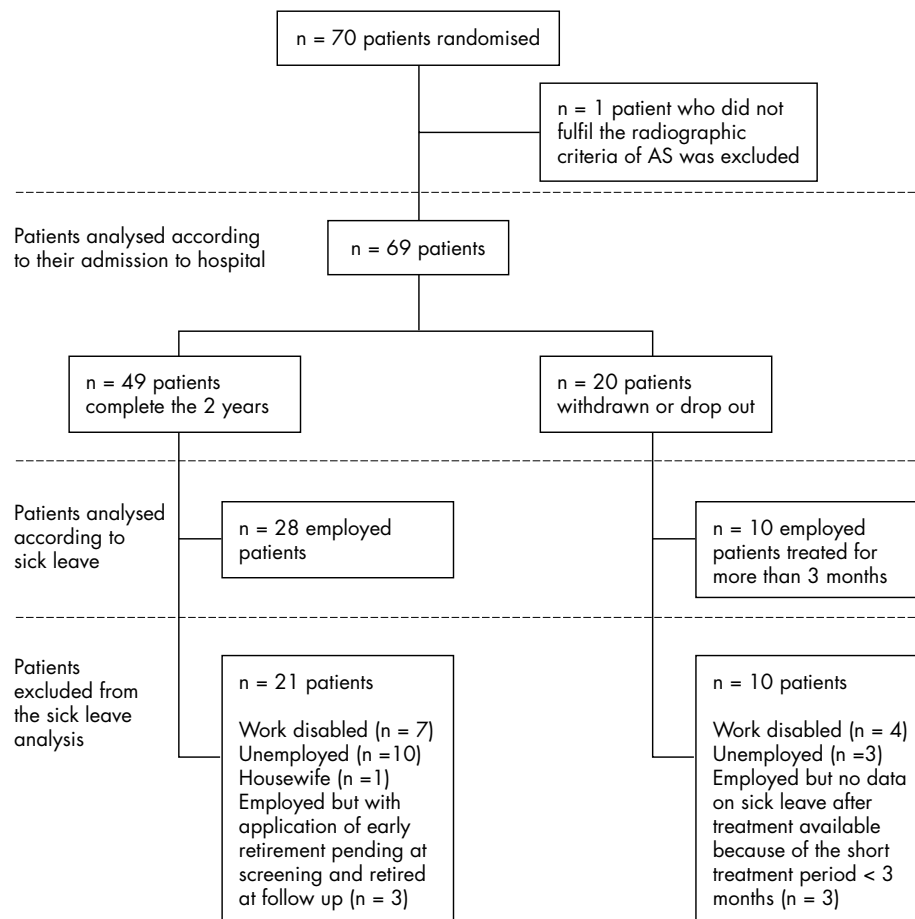 n = 70 patients randomised
n = 1 patient who did not
fulfil the radiographic
criteria of AS was excluded
Patients analysed according
to their admission to hospital
n = 69 patients
n = 49 patients
complete the 2 years
n = 20 patients
withdrawn or drop out
Patients analysed
according to
sick leave
n = 28 employed
patients
n = 10 employed
patients treated for
more than 3 months
Patients
excluded from
the sick leave
analysis
n = 21 patients
Work disabled (n = 7)
Unemployed (n =10)
Housewife (n =1)
Employed but with
application of early
retirement pending at
screening and retired
at follow up (n = 3)
n = 10 patients
Work disabled (n = 4)
Unemployed (n =3)
Employed but no data
on sick leave after
treatment available
because of the short
treatment period < 3
months (n = 3)